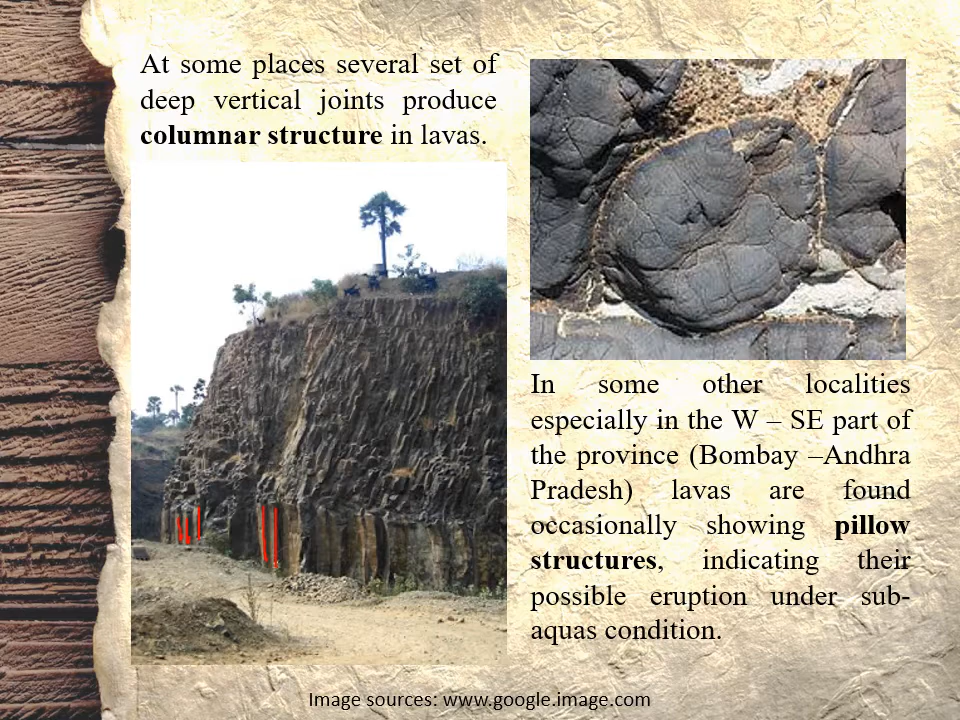 At some places several set of
deep vertical joints produce
columnar structure in lavas.
In some other localities
especially in the W – SE part of
the province (Bombay –Andhra
Pradesh) lavas are found
occasionally showing pillow
structures, indicating their
possible eruption under sub-
aquas condition.
Image sources: www.google.image.com